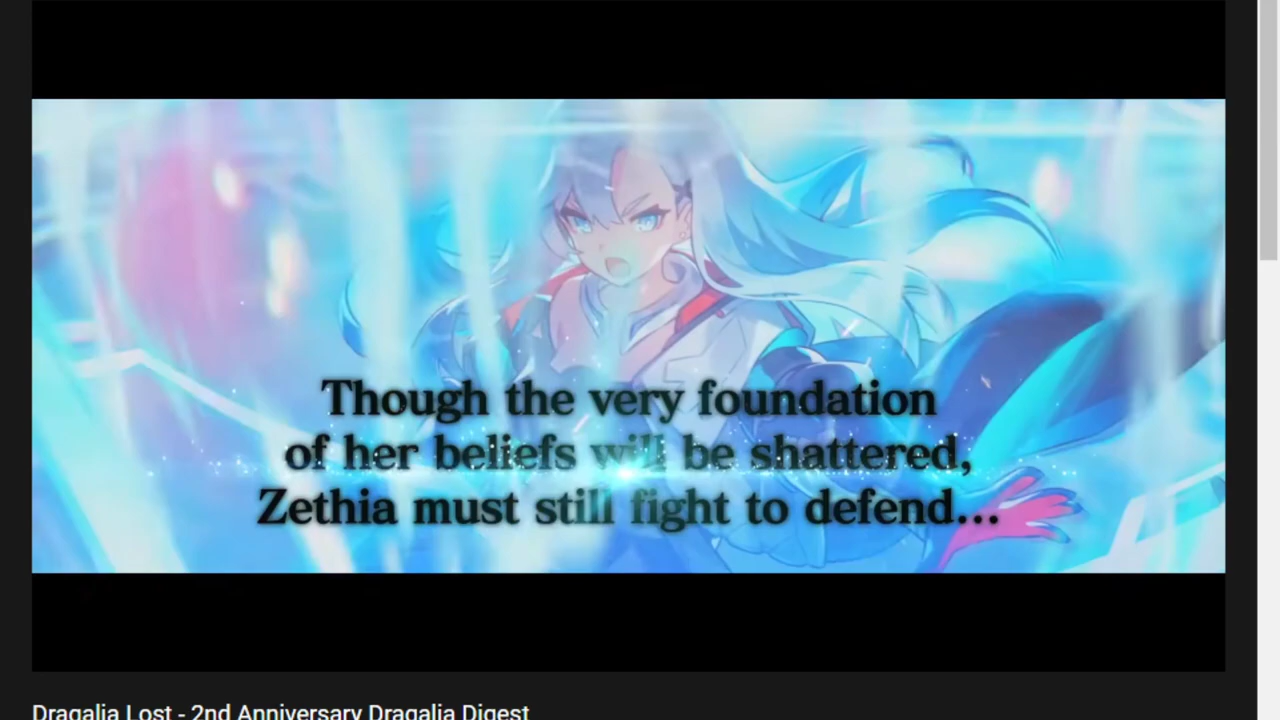 Though the very foundation
of her beliefs will be shattered,
Zethia must still fight to defend...
Dragalia Lost - 2nd Anniversary Dragalia Digest